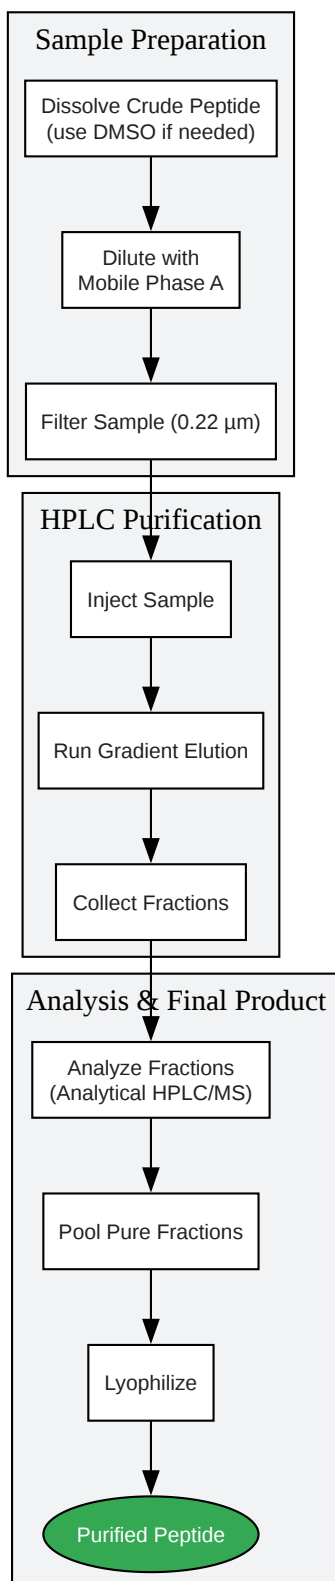 Sample Preparation
Dissolve Crude Peptide
(use DMSO if needed)
Dilute with
Mobile Phase A
Filter Sample (0.22 µm)
HPLC Purification
Inject Sample
Run Gradient Elution
Collect Fractions
Analysis & Final Product
Analyze Fractions
(Analytical HPLC/MS)
Pool Pure Fractions
Lyophilize
Purified Peptide